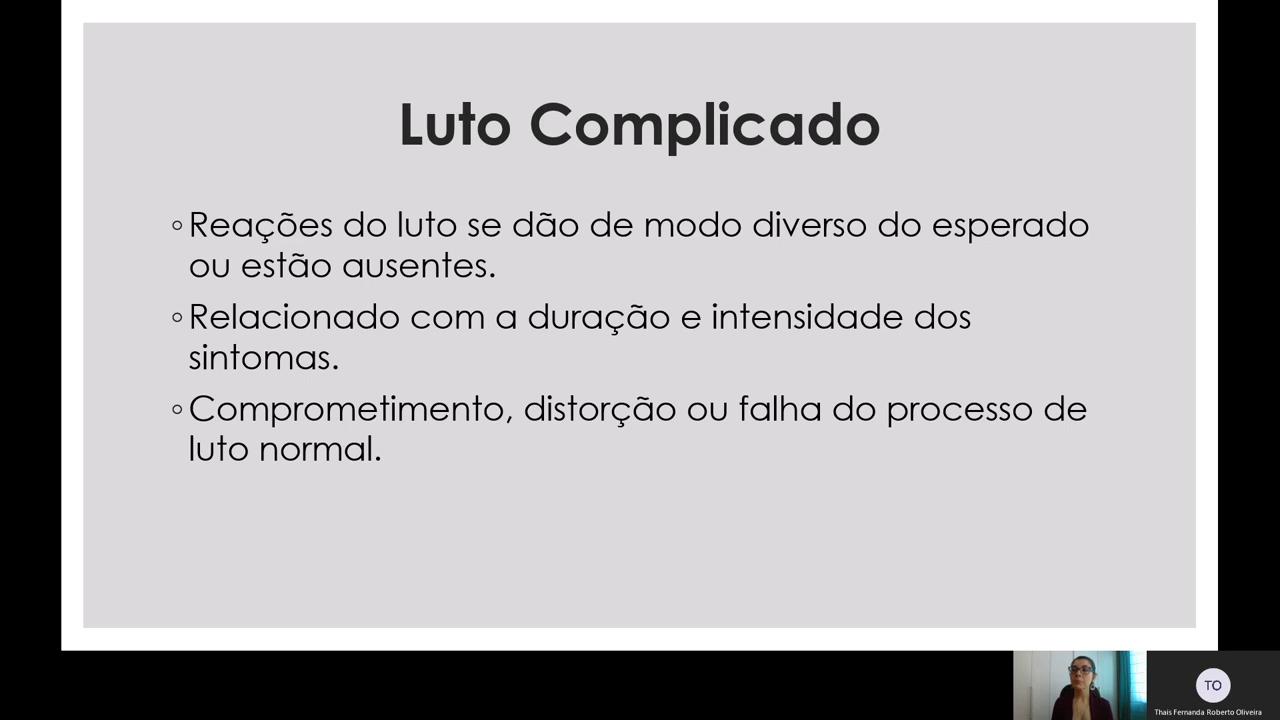 Luto Complicado
◦Reações do luto se dão de modo diverso do esperado
ou estão ausentes.
◦Relacionado com a duração e intensidade dos
sintomas.
◦Comprometimento, distorção ou falha do processo de
luto normal.
TO
Thais Fernanda Roberto Oliveira